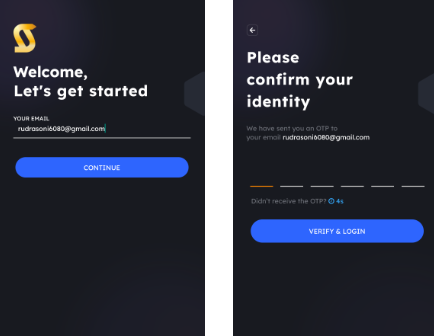 Welcome,
Let's get started
YOUR EMAIL
rudrasoni6080@gmail.com
CONTINUE
Please
confirm your
identity
We have sent you an OTP to
your email rudrasoni6080@gmail.com
Didn't receive the OTP? 4s
VERIFY & LOGIN